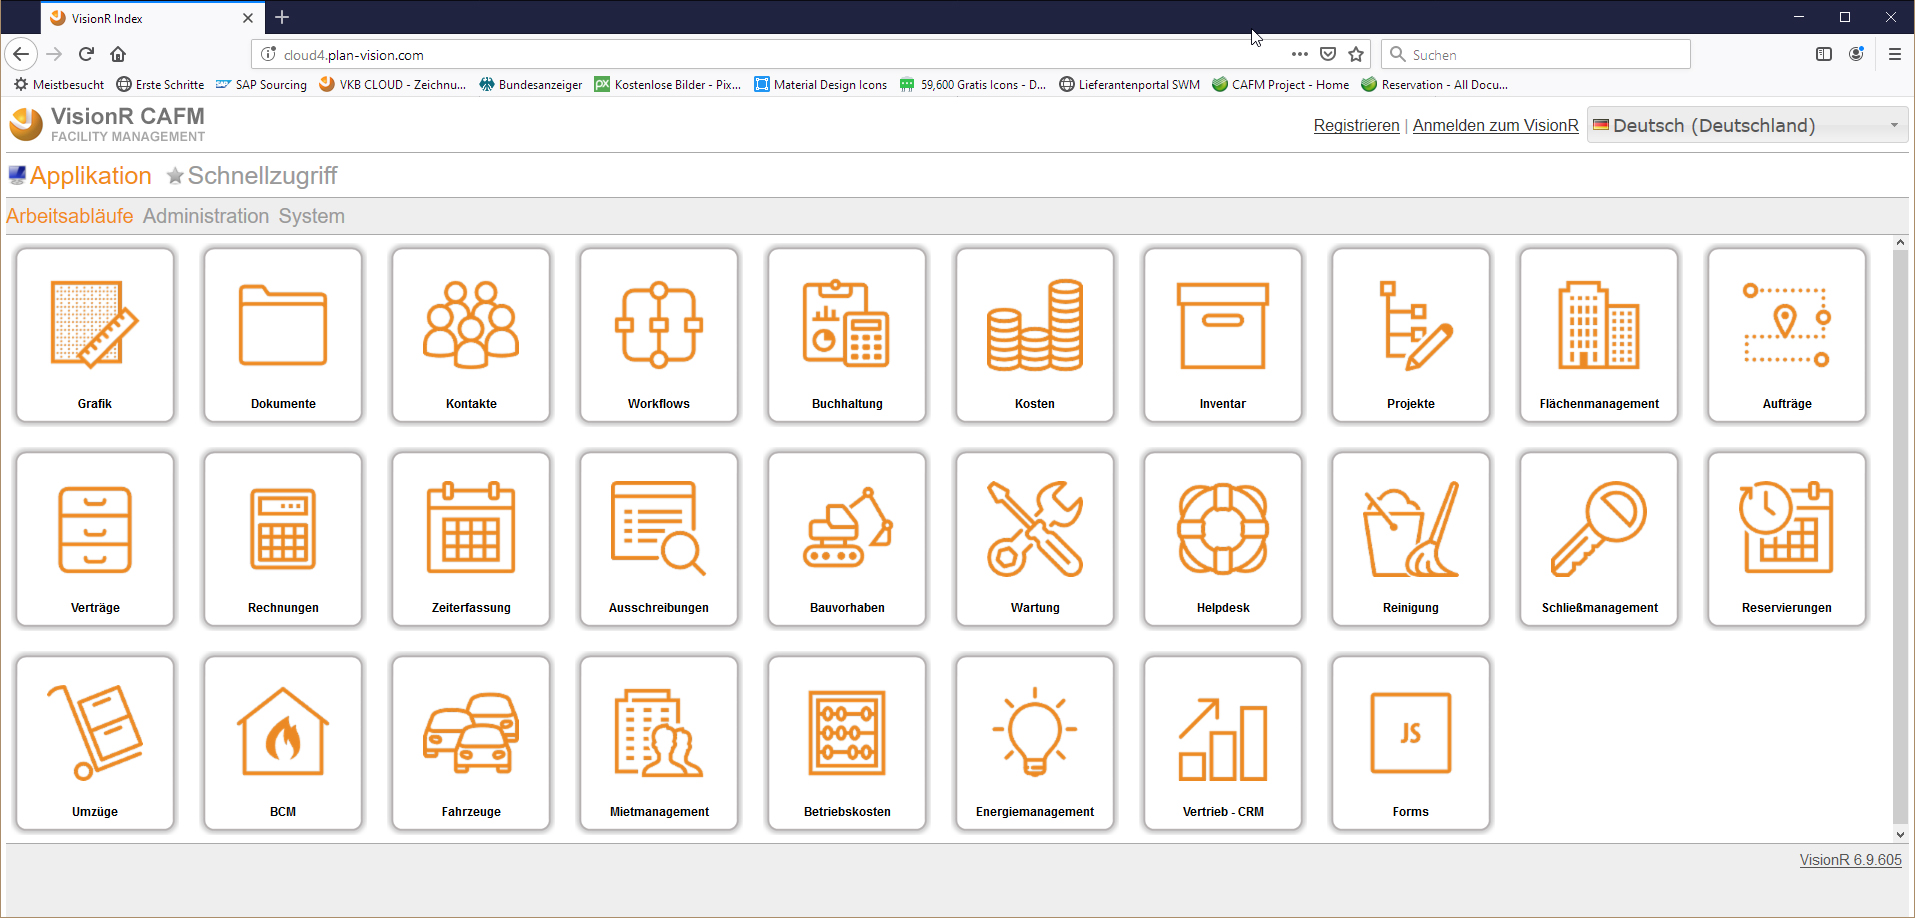 VisionR Index
cloud4.plan-vision.com
Suchen
Meistbesucht Erste Schritte SAP Sourcing VKB CLOUD - Zeichnu... Bundesanzeiger Kostenlose Bilder - Pix... Material Design Icons 59,600 Gratis Icons - D... Lieferantenportal SWM CAFM Project - Home Reservation - All Docu...
VisionR CAFM
FACILITY MANAGEMENT
Registrieren | Anmelden zum VisionR Deutsch (Deutschland)
Applikation Schnellzugriff
Arbeitsabläufe Administration System
Grafik Dokumente Kontakte Workflows Buchhaltung Kosten Inventar Projekte Flächenmanagement Aufträge
Verträge Rechnungen Zeiterfassung Ausschreibungen Bauvorhaben Wartung Helpdesk Reinigung Schließmanagement Reservierungen
JS
Umzüge BCM Fahrzeuge Mietmanagement Betriebskosten Energiemanagement Vertrieb - CRM Forms
VisionR 6.9.605